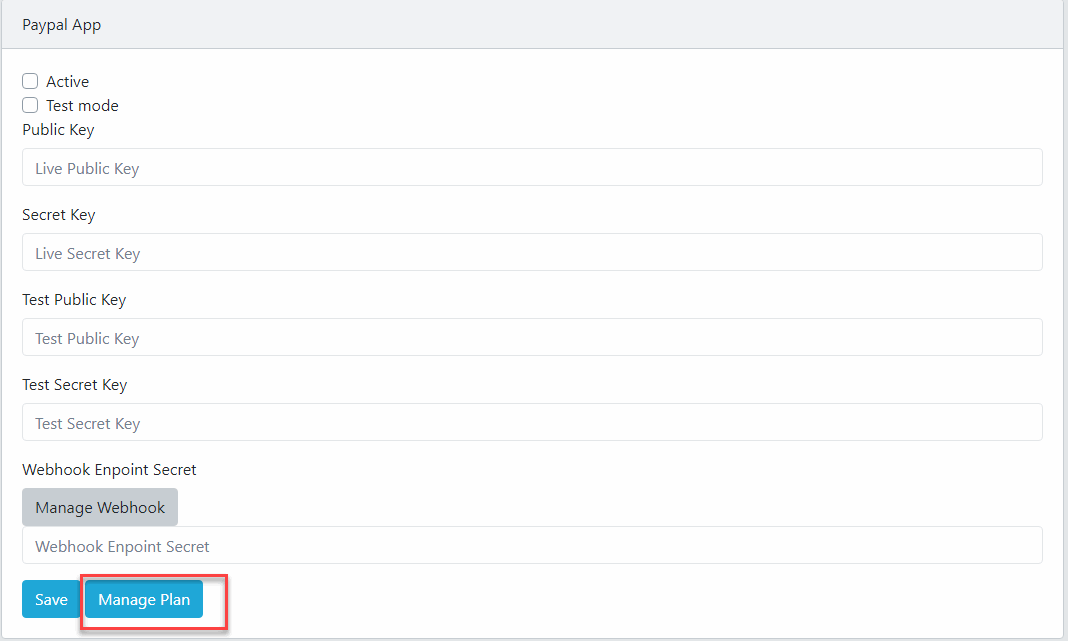 Paypal App
Active
Test mode
Public Key
Live Public Key
Secret Key
Live Secret Key
Test Public Key
Test Public Key
Test Secret Key
Test Secret Key
Webhook Enpoint Secret
Manage Webhook
Webhook Enpoint Secret
Save Manage Plan